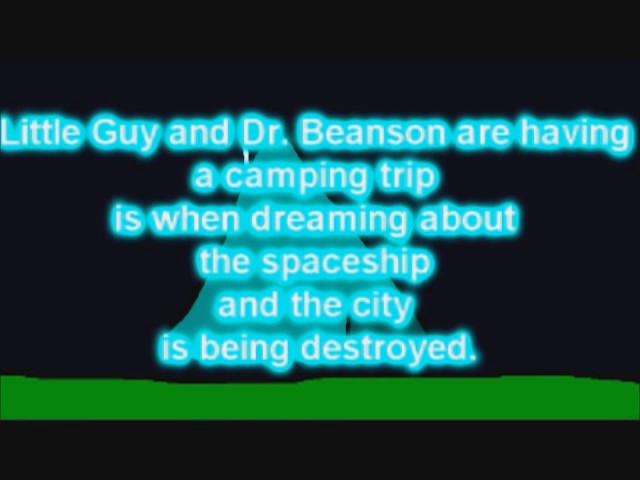 Little Guy and Dr. Beanson are having
a camping trip
is when dreaming about
the spaceship
and the city
is being destroyed.